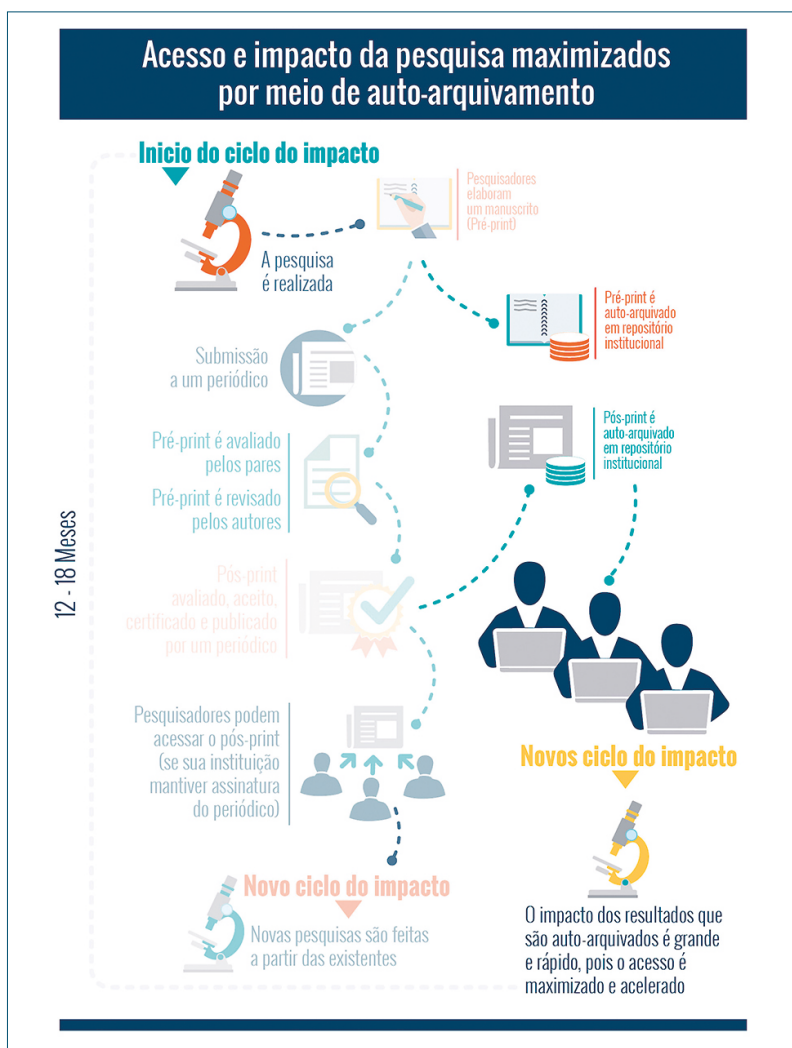 Acesso e impacto da pesquisa maximizados
por meio de auto-arquivamento
Inicio do ciclo do impacto
A pesquisa
é realizada
Pesquisadores
elaboram
um manuscrito
(Pré-print)
Pré-print é
auto-arquivado
em repositório
institucional
Submissão
a um periódico
Pré-print é avaliado
pelos pares
Pré-print é revisado
pelos autores
Pós-print é
auto-arquivado
em repositório
institucional
12 - 18 Meses
Pós-print
avaliado, aceito,
certificado e publicado
por um periódico
Pesquisadores podem
acessar o pós-print
(se sua instituição
mantiver assinatura
do periódico)
Novo ciclo do impacto
Novas pesquisas são feitas
a partir das existentes
Novos ciclo do impacto
O impacto dos resultados que
são auto-arquivados é grande
e rápido, pois o acesso é
maximizado e acelerado